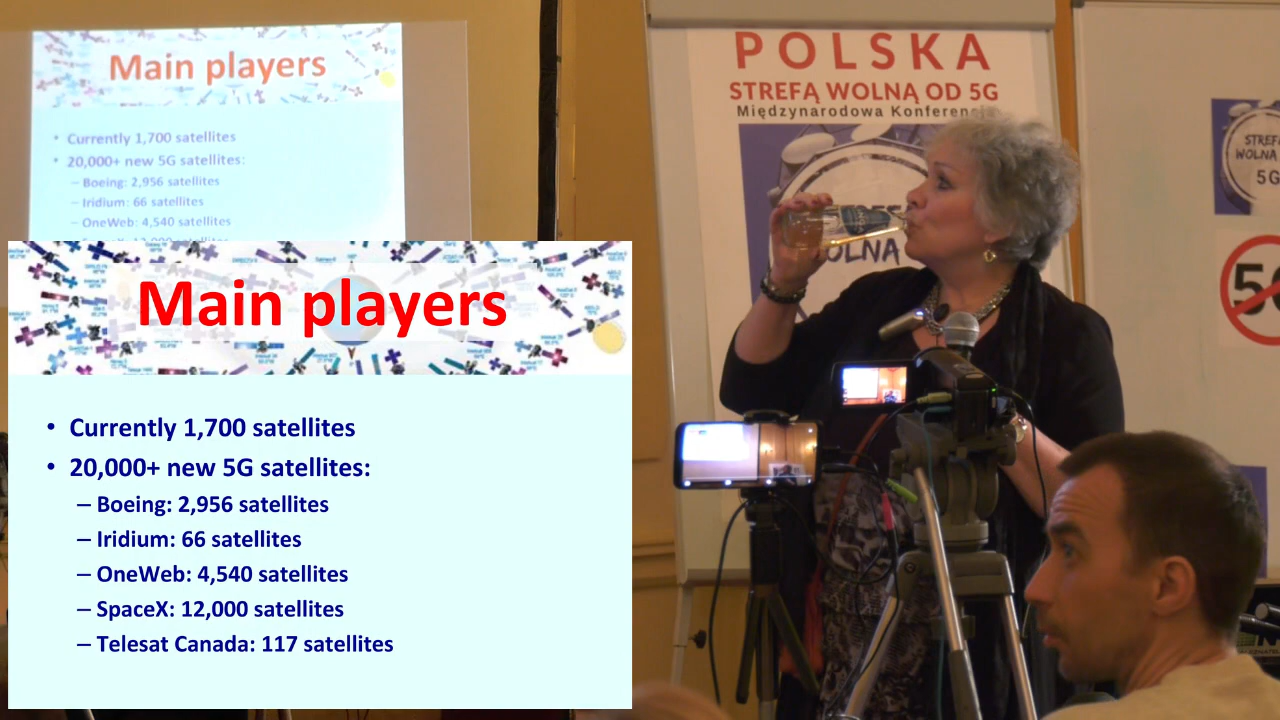 Main players
• Currently 1,700 satellites
• 20,000+ new 5G satellites:
– Boeing: 2,956 satellites
– Iridium: 66 satellites
– OneWeb: 4,540 satellites
POLSKA
STREFĄ WOLNĄ OD 5G
Międzynarodowa Konferencja
WOLNA
STREFA
WOLNA
5G
5G
Main players
• Currently 1,700 satellites
• 20,000+ new 5G satellites:
– Boeing: 2,956 satellites
– Iridium: 66 satellites
– OneWeb: 4,540 satellites
– SpaceX: 12,000 satellites
– Telesat Canada: 117 satellites